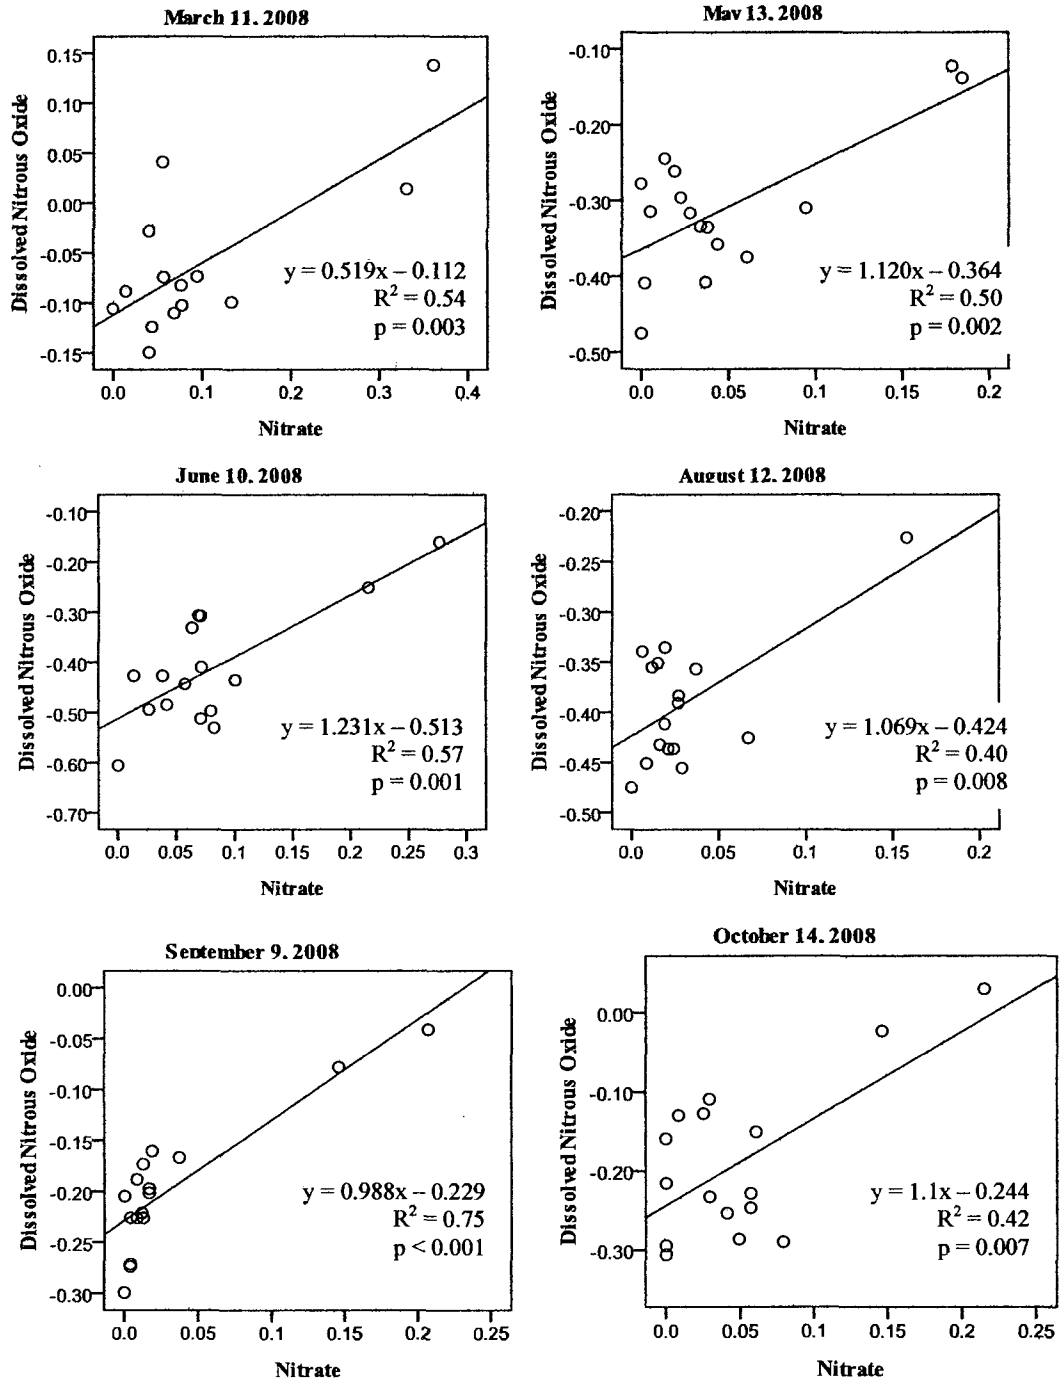 March 11, 2008
0.15
0.10
0.05
0.00
-0.05
-0.10
-0.15
Dissolved Nitrous Oxide
y = 0.519x – 0.112
R² = 0.54
p = 0.003
0.0 0.1 0.2 0.3 0.4
Nitrate
May 13, 2008
-0.10
-0.20
-0.30
-0.40
-0.50
Dissolved Nitrous Oxide
y = 1.120x – 0.364
R² = 0.50
p = 0.002
0.0 0.05 0.1 0.15 0.2
Nitrate
June 10, 2008
-0.10
-0.20
-0.30
-0.40
-0.50
-0.60
-0.70
Dissolved Nitrous Oxide
y = 1.231x – 0.513
R² = 0.57
p = 0.001
0.0 0.05 0.1 0.15 0.2 0.25 0.3
Nitrate
August 12, 2008
-0.20
-0.25
-0.30
-0.35
-0.40
-0.45
-0.50
Dissolved Nitrous Oxide
y = 1.069x – 0.424
R² = 0.40
p = 0.008
0.0 0.05 0.1 0.15 0.2
Nitrate
September 9, 2008
0.00
-0.05
-0.10
-0.15
-0.20
-0.25
-0.30
Dissolved Nitrous Oxide
y = 0.988x – 0.229
R² = 0.75
p < 0.001
0.0 0.05 0.1 0.15 0.2 0.25
Nitrate
October 14, 2008
0.00
-0.10
-0.20
-0.30
Dissolved Nitrous Oxide
y = 1.1x – 0.244
R² = 0.42
p = 0.007
0.0 0.05 0.1 0.15 0.2 0.25
Nitrate